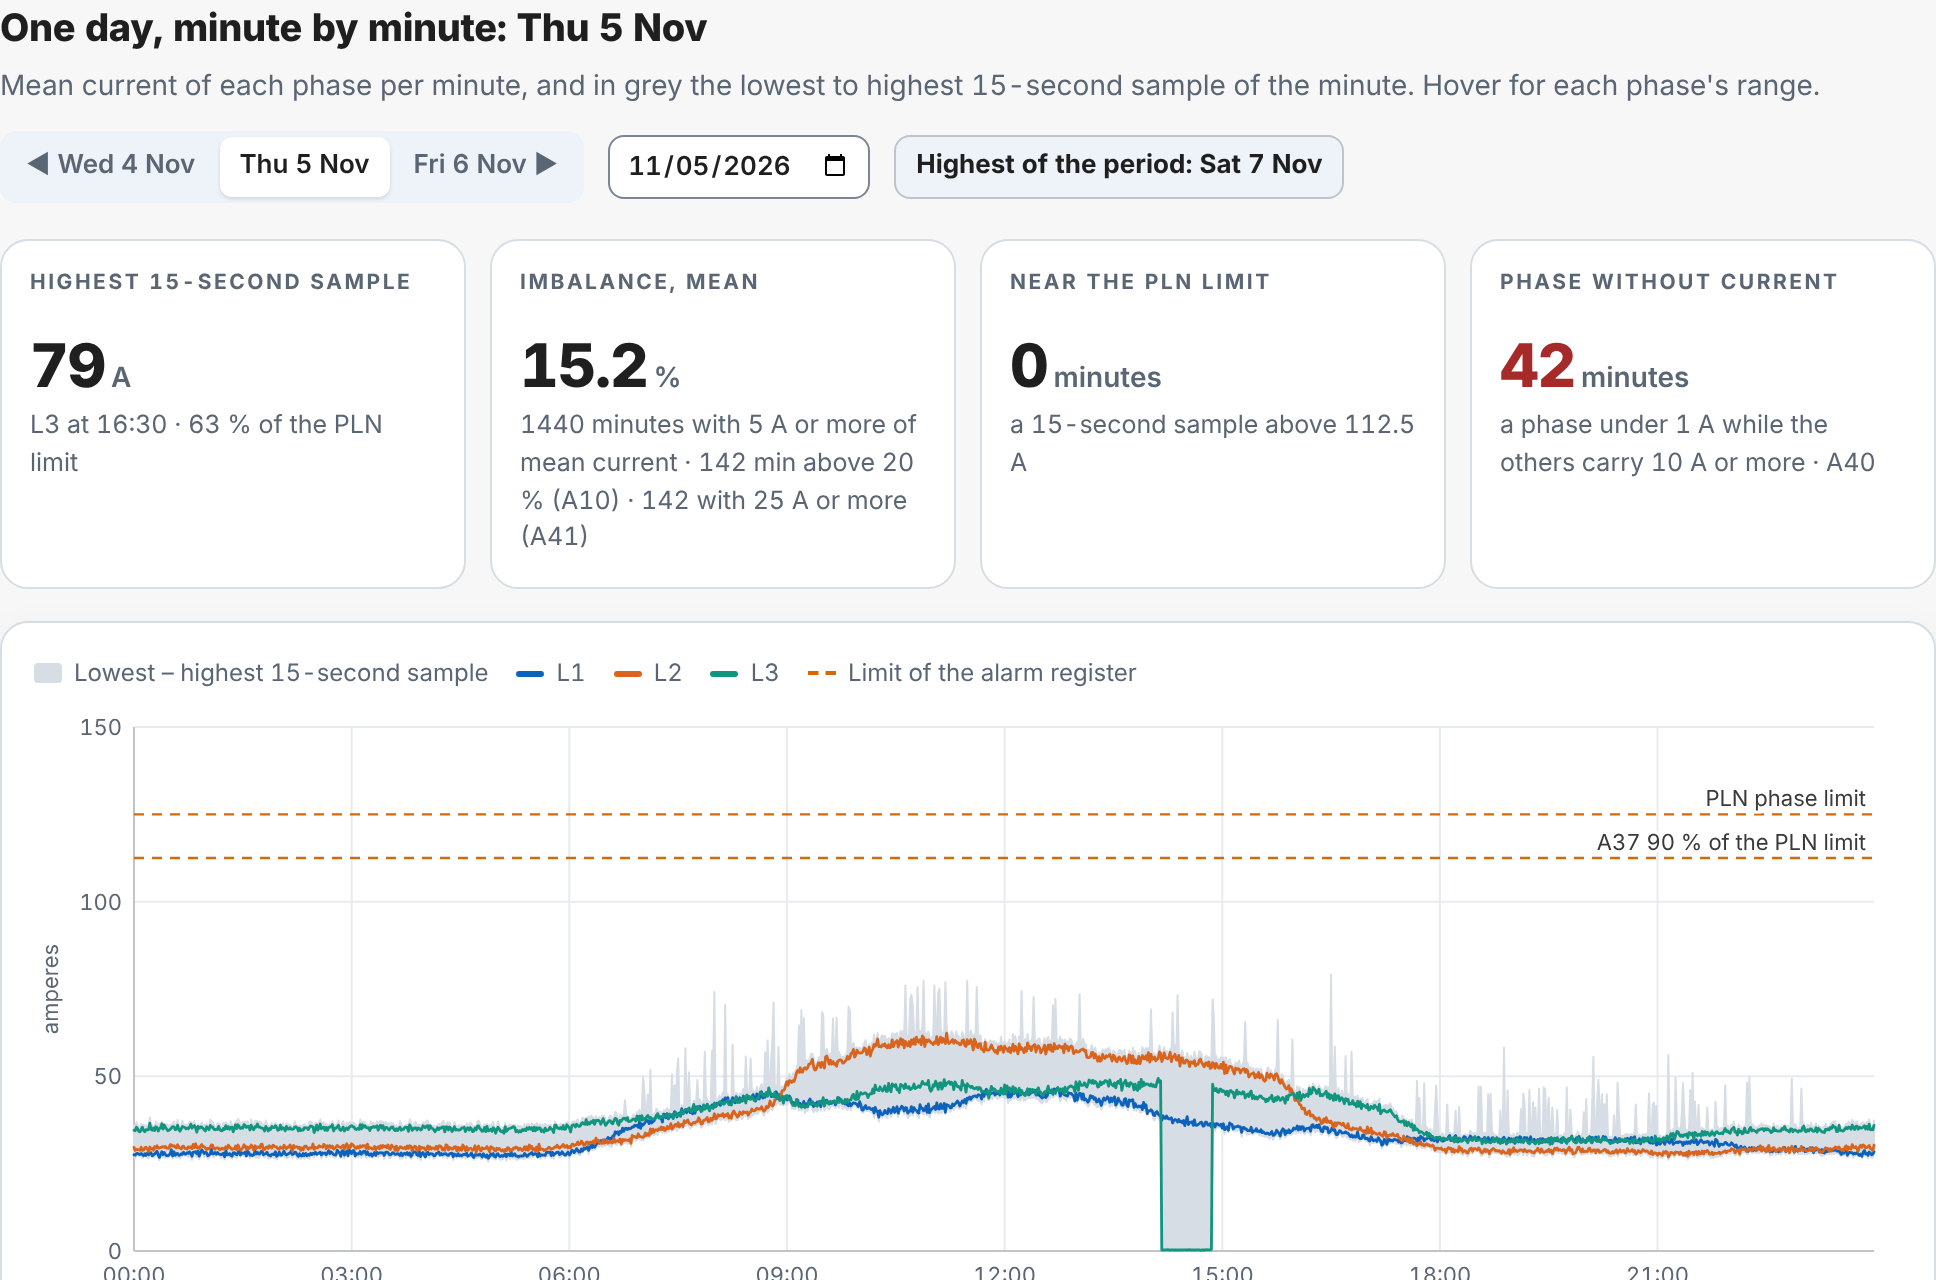 One day, minute by minute: Thu 5 Nov
Mean current of each phase per minute, and in grey the lowest to highest 15-second sample of the minute. Hover for each phase's range.
◀ Wed 4 Nov Thu 5 Nov Fri 6 Nov ▶ 11/05/2026 Highest of the period: Sat 7 Nov
HIGHEST 15-SECOND SAMPLE
79 A
L3 at 16:30 · 63 % of the PLN
limit
IMBALANCE, MEAN
15.2 %
1440 minutes with 5 A or more of
mean current · 142 min above 20
% (A10) · 142 with 25 A or more
(A41)
NEAR THE PLN LIMIT
0 minutes
a 15-second sample above 112.5
A
PHASE WITHOUT CURRENT
42 minutes
a phase under 1 A while the
others carry 10 A or more · A40
Lowest – highest 15-second sample L1 L2 L3 Limit of the alarm register
150
PLN phase limit
A37 90 % of the PLN limit
100
amperes
50
0
00:00 03:00 06:00 09:00 12:00 15:00 18:00 21:00